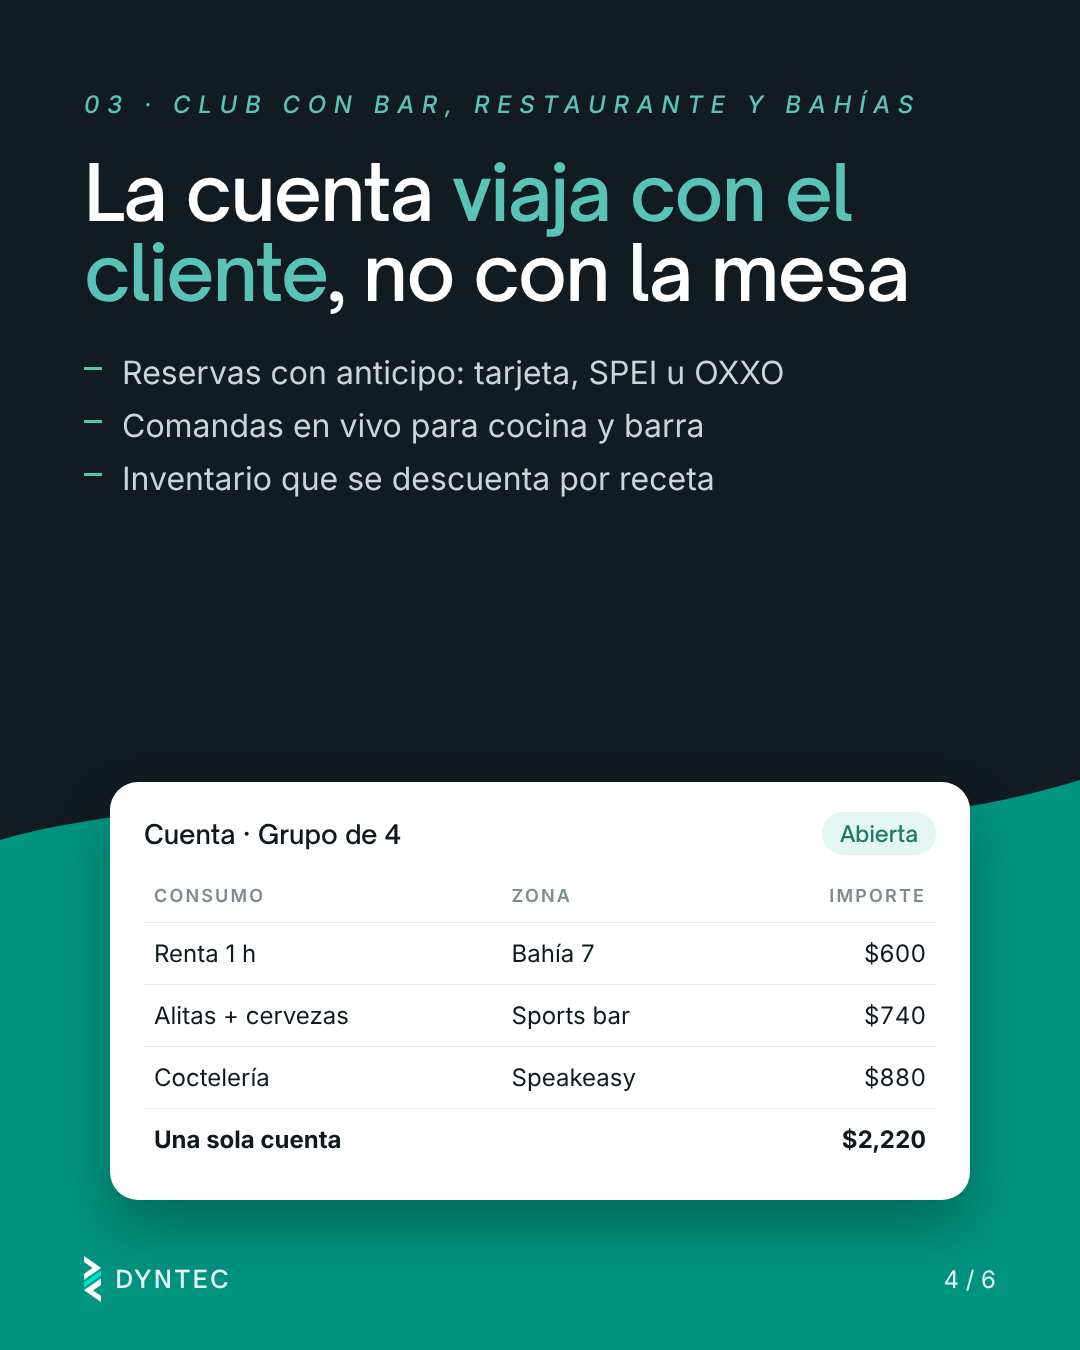 03 · CLUB CON BAR, RESTAURANTE Y BAHÍAS
La cuenta viaja con el
cliente, no con la mesa
– Reservas con anticipo: tarjeta, SPEI u OXXO
– Comandas en vivo para cocina y barra
– Inventario que se descuenta por receta
Cuenta · Grupo de 4 Abierta
CONSUMO ZONA IMPORTE
Renta 1 h Bahía 7 $600
Alitas + cervezas Sports bar $740
Coctelería Speakeasy $880
Una sola cuenta $2,220
DYNTEC 4 / 6